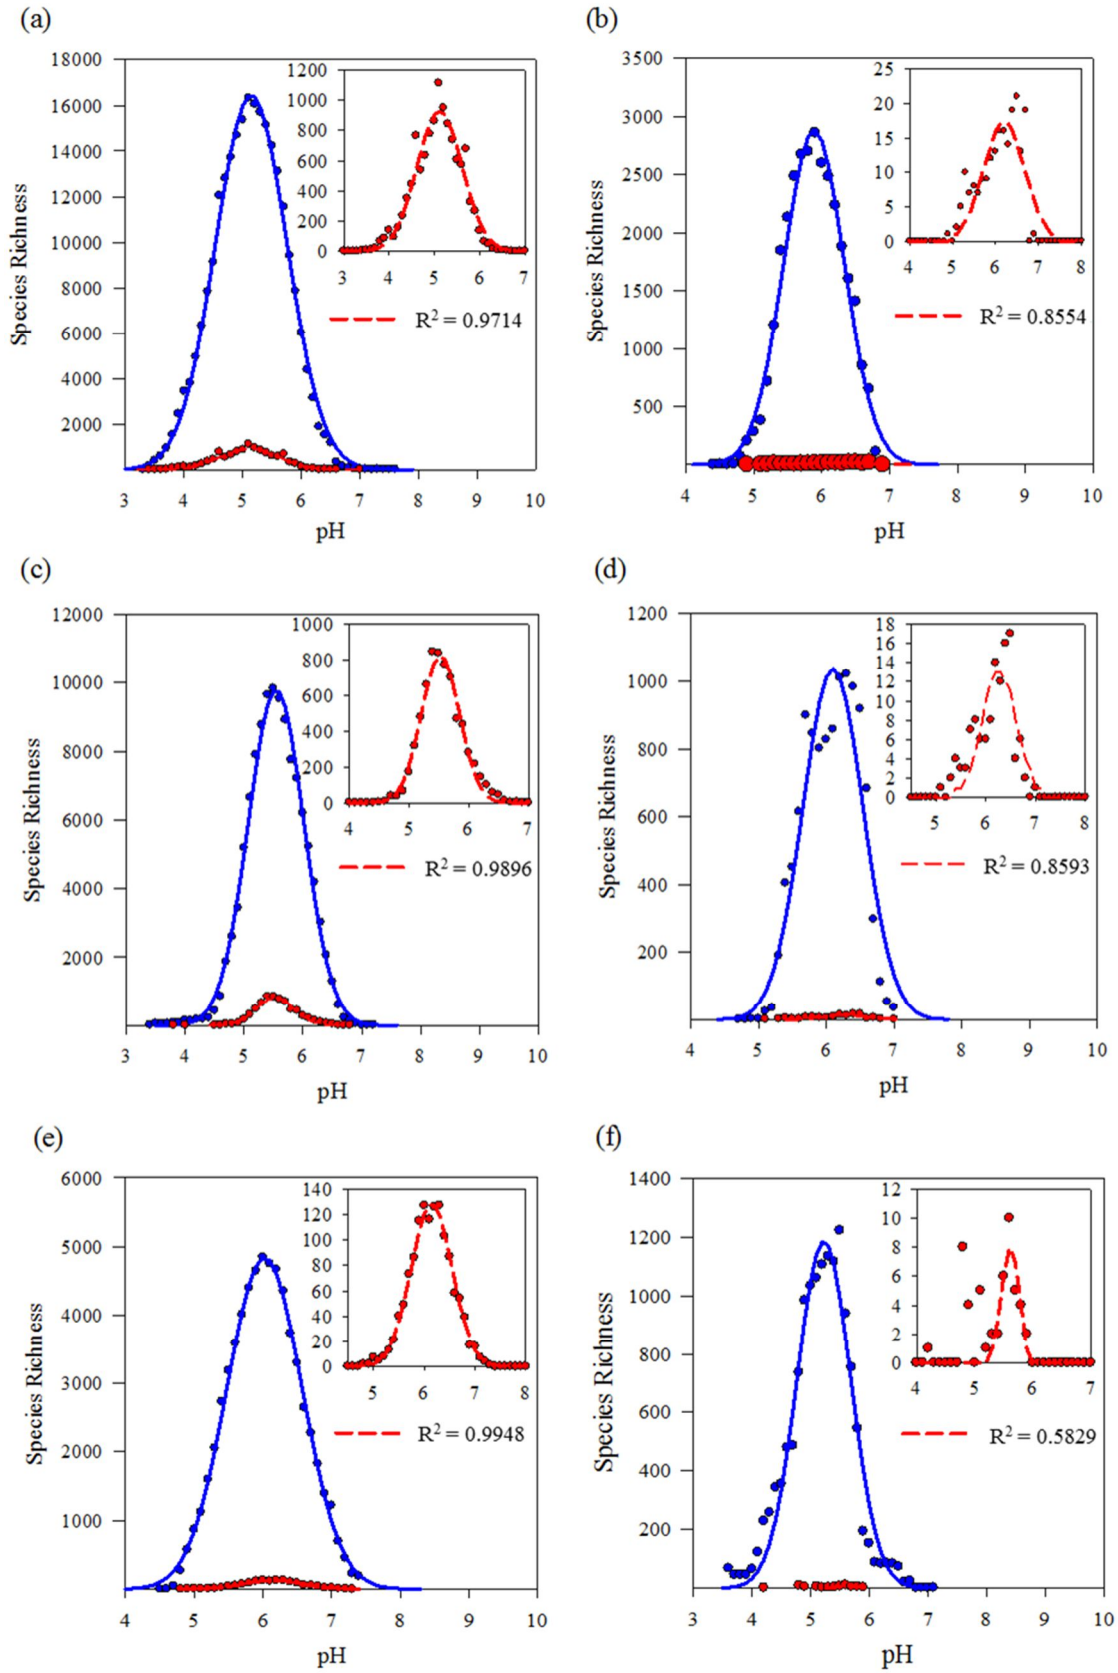 (a)
18000
16000
14000
12000
10000
8000
6000
4000
2000
Species Richness
3 4 5 6 7 8 9 10
pH
1200
1000
800
600
400
200
0
3 4 5 6 7
R² = 0.9714
(b)
3500
3000
2500
2000
1500
1000
500
Species Richness
4 5 6 7 8 9 10
pH
25
20
15
10
5
0
4 5 6 7 8
R² = 0.8554
(c)
12000
10000
8000
6000
4000
2000
Species Richness
3 4 5 6 7 8 9 10
pH
1000
800
600
400
200
0
4 5 6 7
R² = 0.9896
(d)
1200
1000
800
600
400
200
Species Richness
4 5 6 7 8 9 10
pH
18
16
14
12
10
8
6
4
2
0
5 6 7 8
R² = 0.8593
(e)
6000
5000
4000
3000
2000
1000
Species Richness
4 5 6 7 8 9 10
pH
140
120
100
80
60
40
20
0
5 6 7 8
R² = 0.9948
(f)
1400
1200
1000
800
600
400
200
Species Richness
3 4 5 6 7 8 9 10
pH
12
10
8
6
4
2
0
4 5 6 7
R² = 0.5829